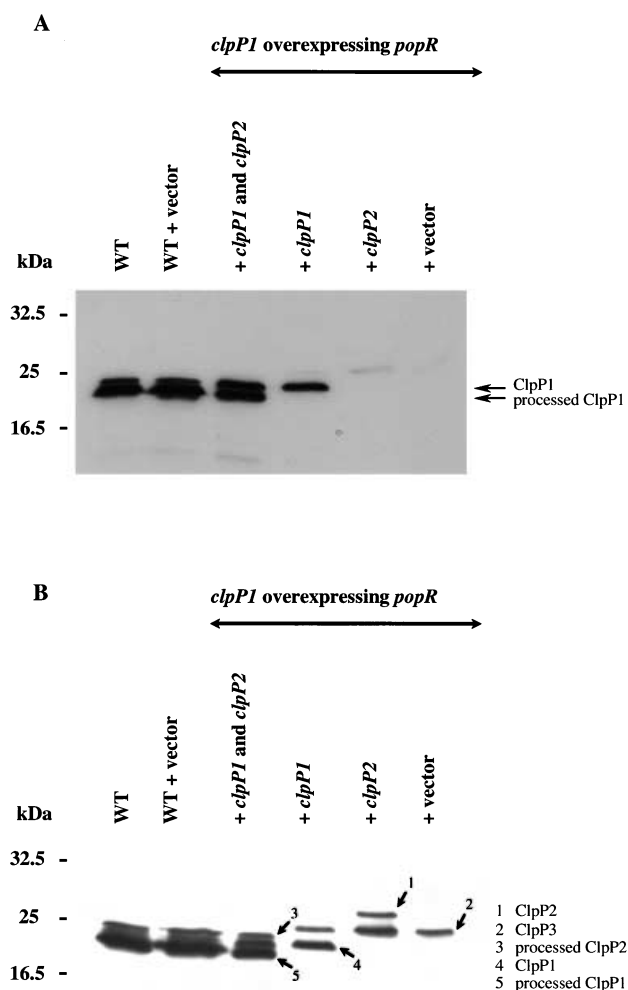 A
clpP1 overexpressing popR
WT
WT + vector
+ clpP1 and clpP2
+ clpP1
+ clpP2
+ vector
kDa
32.5 -
25 -
16.5 -
ClpP1
processed ClpP1
B
clpP1 overexpressing popR
WT
WT + vector
+ clpP1 and clpP2
+ clpP1
+ clpP2
+ vector
kDa
32.5 -
25 -
16.5 -
1
2
3
4
5
1 ClpP2
2 ClpP3
3 processed ClpP2
4 ClpP1
5 processed ClpP1